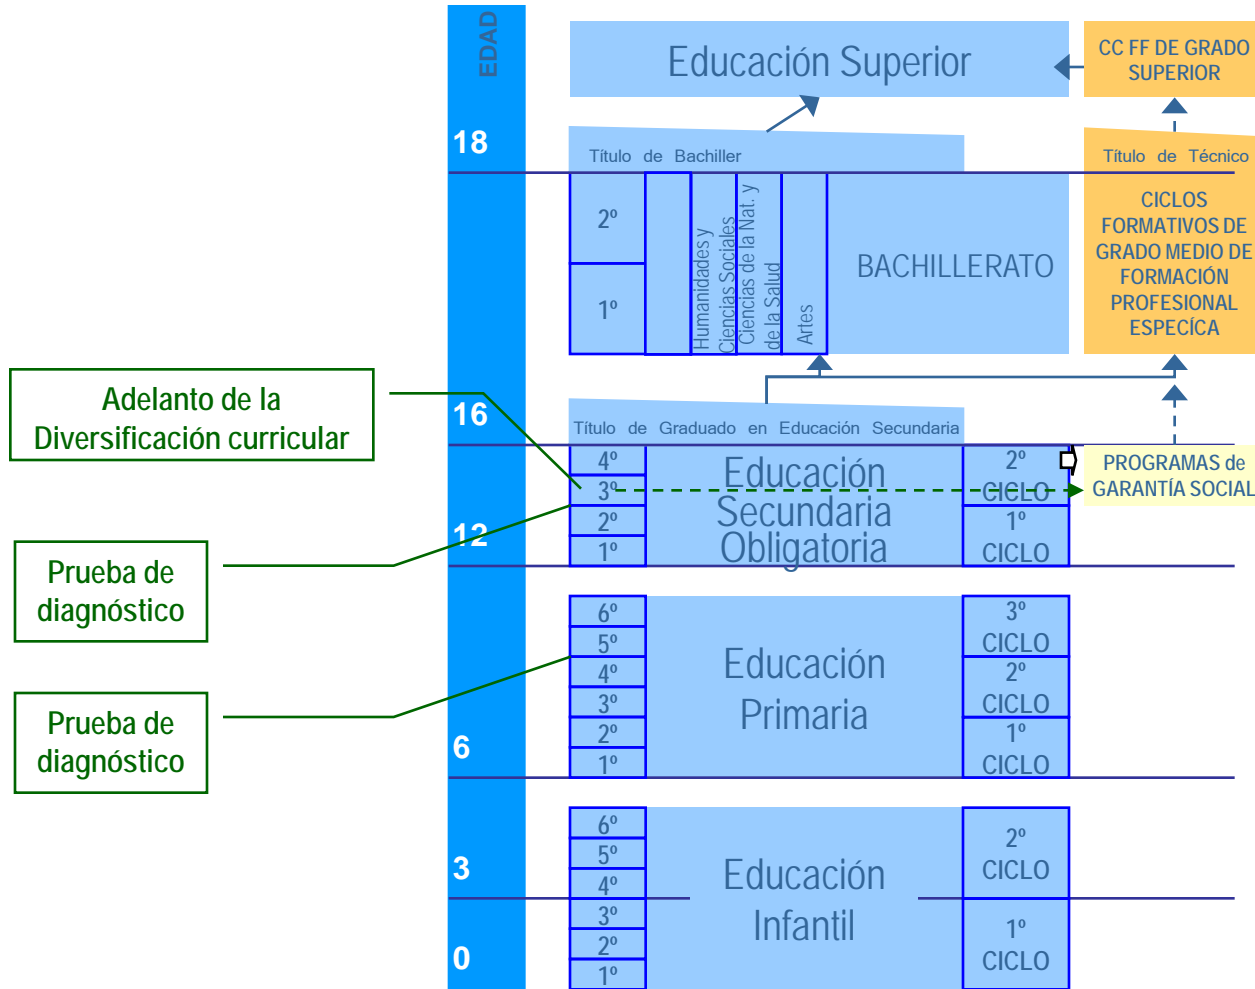 EDAD
Educación Superior
CC FF DE GRADO
SUPERIOR
18
Título de Bachiller
Título de Técnico
2º
1º
Humanidades y
Ciencias Sociales
Ciencias de la Nat. y
de la Salud
Artes
BACHILLERATO
CICLOS
FORMATIVOS DE
GRADO MEDIO DE
FORMACIÓN
PROFESIONAL
ESPECÍCA
Adelanto de la
Diversificación curricular
16
Título de Graduado en Educación Secundaria
4º
3º
2º
1º
Educación
Secundaria
Obligatoria
2º
CICLO
1º
CICLO
PROGRAMAS de
GARANTÍA SOCIAL
12
Prueba de
diagnóstico
6º
5º
4º
3º
2º
1º
Educación
Primaria
3º
CICLO
2º
CICLO
1º
CICLO
Prueba de
diagnóstico
6
6º
5º
4º
3º
2º
1º
Educación
Infantil
2º
CICLO
1º
CICLO
3
0